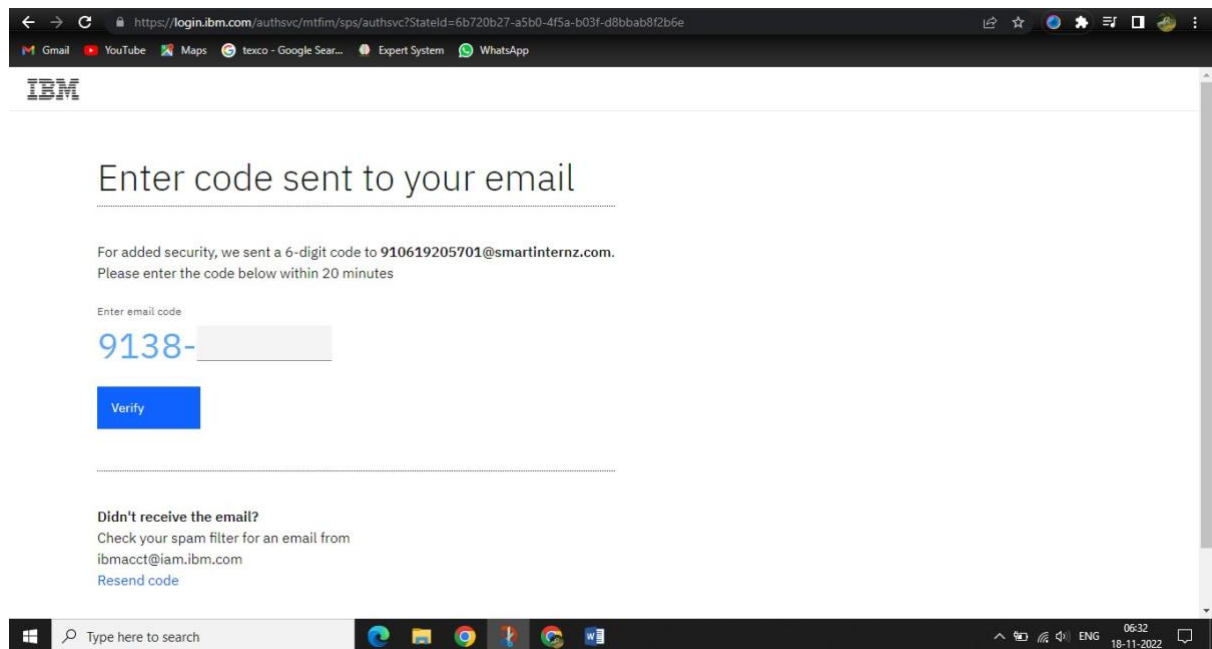 https://login.ibm.com/authsvc/mtfim/sps/authsvc?StateId=6b720b27-a5b0-4f5a-b03f-d8bbab8f2b6e
Gmail YouTube Maps texco - Google Sear... Expert System WhatsApp
IBM
Enter code sent to your email
For added security, we sent a 6-digit code to 910619205701@smartinternz.com.
Please enter the code below within 20 minutes
Enter email code
9138-
Verify
Didn't receive the email?
Check your spam filter for an email from
ibmacct@iam.ibm.com
Resend code
Type here to search
ENG
06:32
18-11-2022